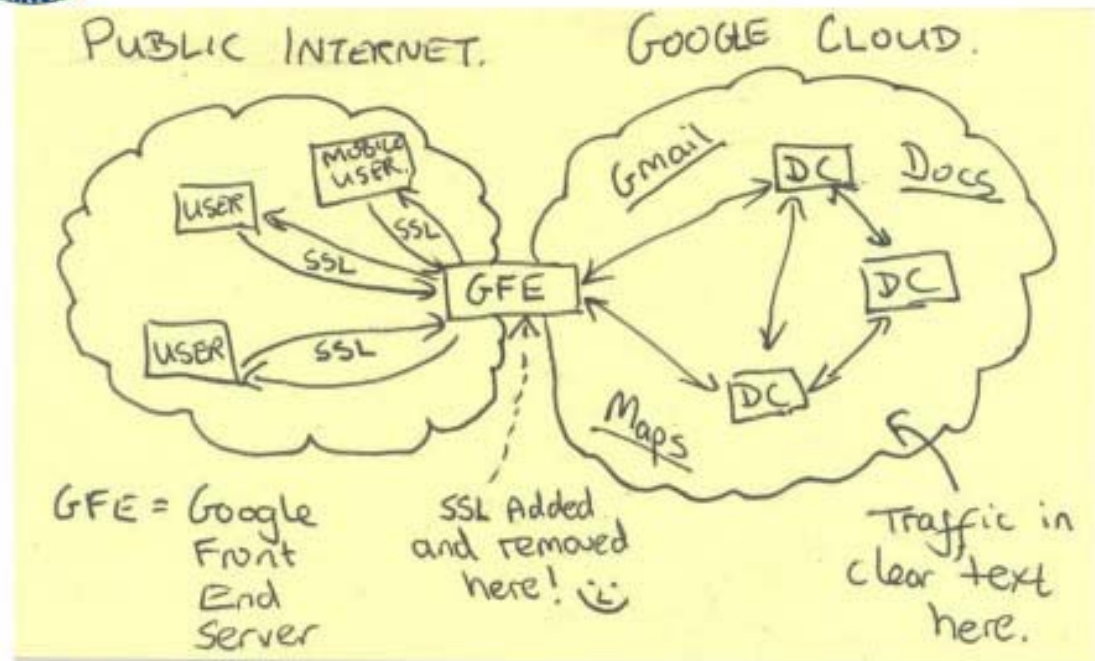 PUBLIC INTERNET.
GOOGLE CLOUD.
MOBILE
USER.
USER
SSL
SSL
USER
SSL
GFE
Gmail
DC
Docs
DC
DC
Maps
GFE = Google
Front
End
Server
SSL Added
and removed
here!
Traffic in
clear text
here.